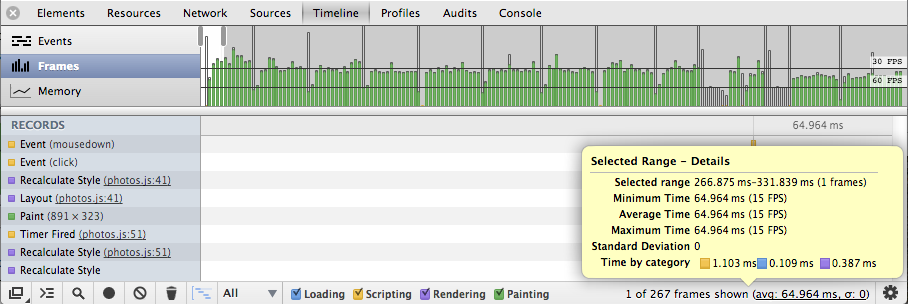 Elements Resources Network Sources Timeline Profiles Audits Console
Events
Frames
Memory
30 FPS
60 FPS
RECORDS
64.964 ms
Event (mousedown)
Event (click)
Recalculate Style (photos.js:41)
Layout (photos.js:41)
Paint (891 × 323)
Timer Fired (photos.js:51)
Recalculate Style (photos.js:51)
Recalculate Style
Selected Range – Details
Selected range 266.875 ms–331.839 ms (1 frames)
Minimum Time 64.964 ms (15 FPS)
Average Time 64.964 ms (15 FPS)
Maximum Time 64.964 ms (15 FPS)
Standard Deviation 0
Time by category 1.103 ms 0.109 ms 0.387 ms
All Loading Scripting Rendering Painting 1 of 267 frames shown (avg: 64.964 ms, σ: 0)